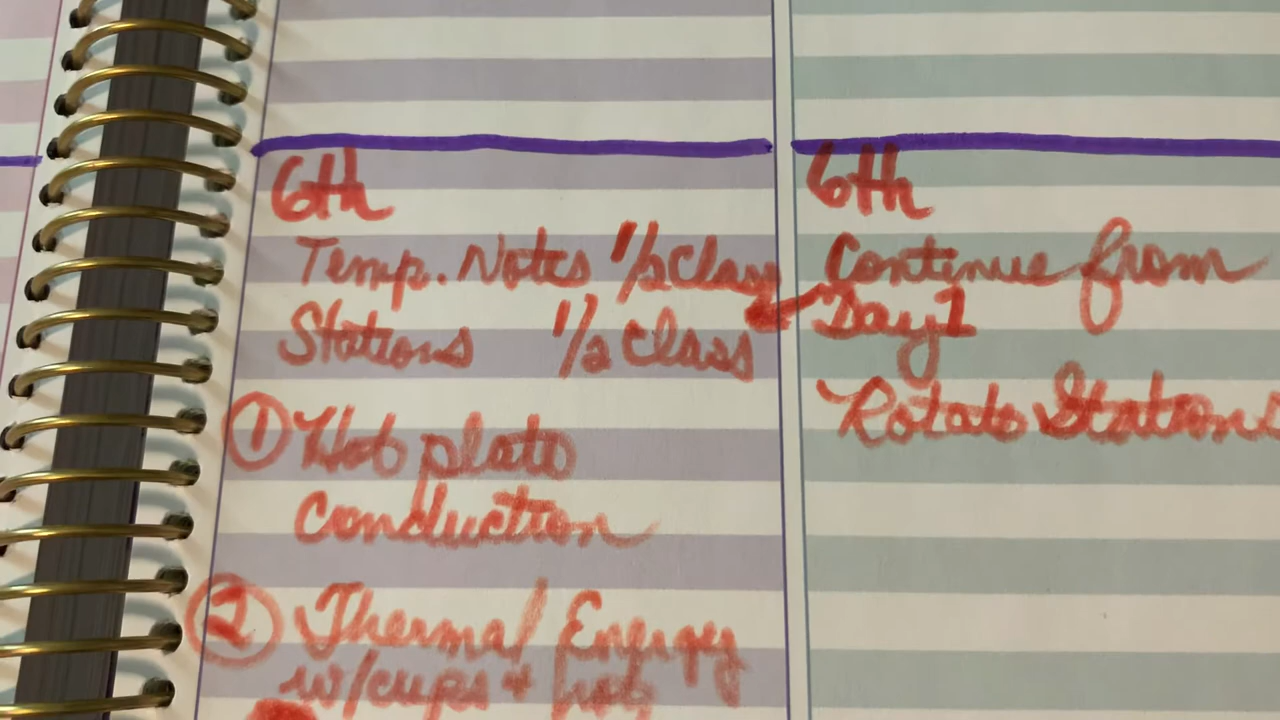 6th
Temp. Notes 1/2 Class
Stations 1/2 Class
① Hot plate
Conduction
② Thermal Energy
w/cups + hot
6th
Continue from
Day 1
Rotate Stations